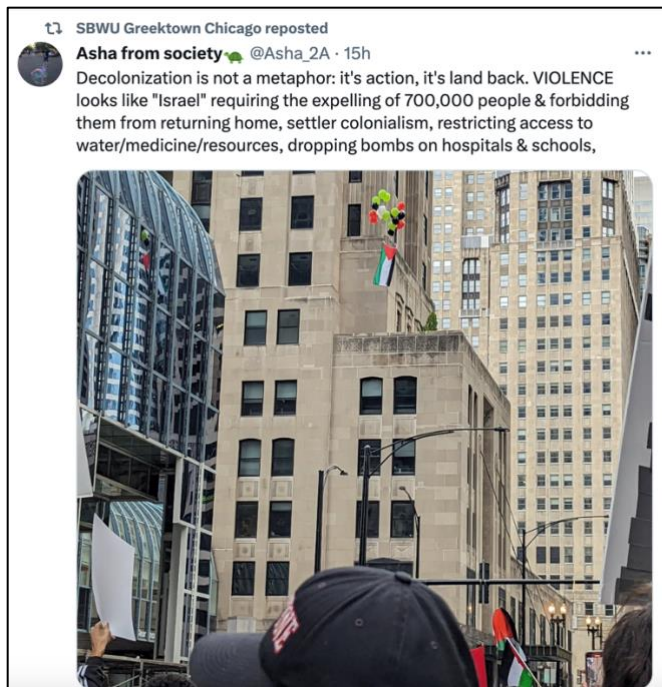 SBWU Greektown Chicago reposted
Asha from society🐢 @Asha_2A · 15h
Decolonization is not a metaphor: it's action, it's land back. VIOLENCE
looks like "Israel" requiring the expelling of 700,000 people & forbidding
them from returning home, settler colonialism, restricting access to
water/medicine/resources, dropping bombs on hospitals & schools,